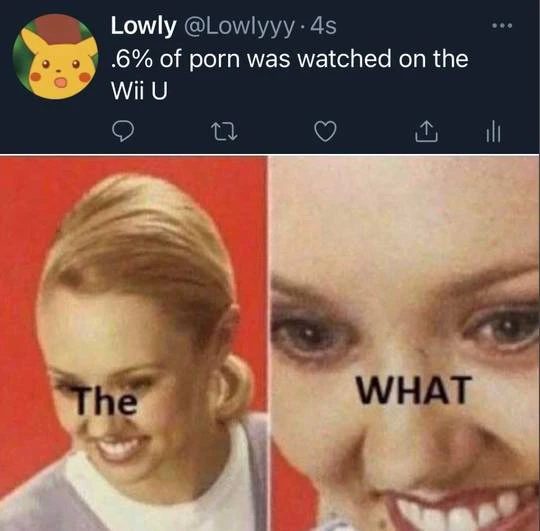 Lowly @Lowlyyy · 4s
.6% of porn was watched on the
Wii U
The
WHAT